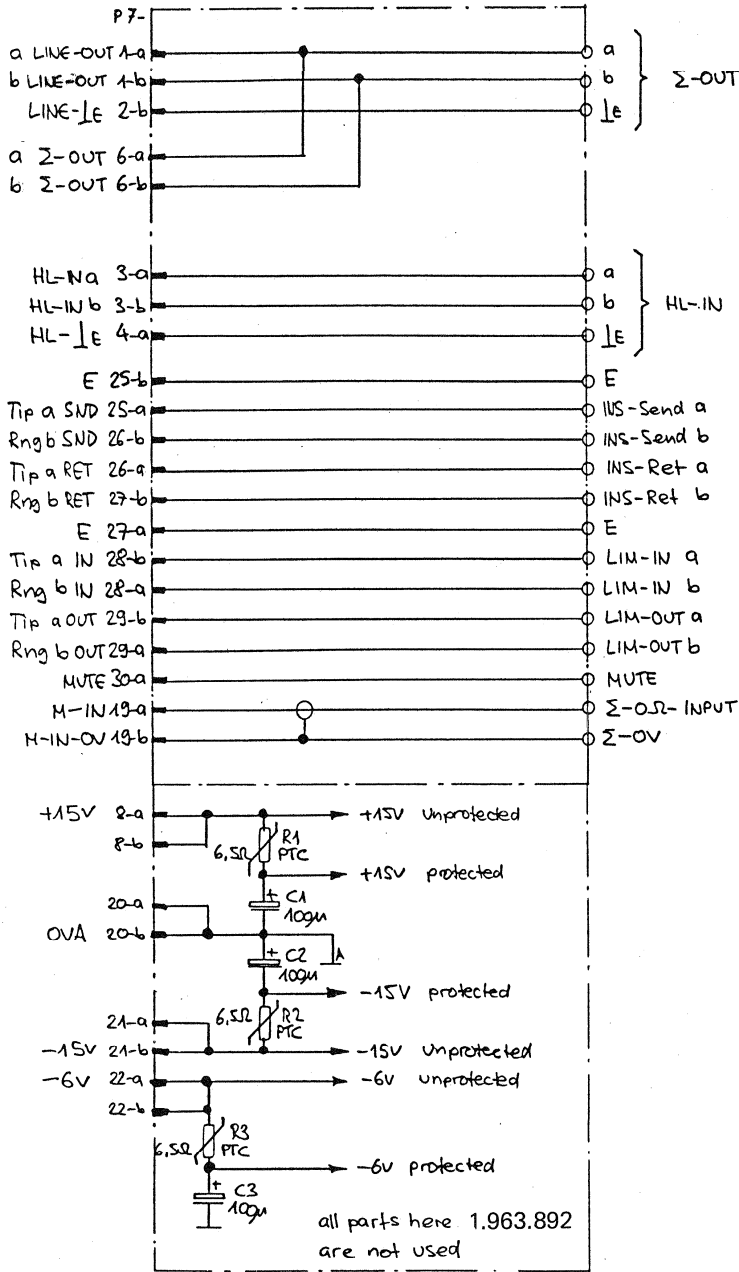 P7-
a LINE-OUT 1-a a
b LINE-OUT 1-b b Σ-OUT
LINE-⊥E 2-b ⊥E
a Σ-OUT 6-a
b Σ-OUT 6-b
HL-INa 3-a a
HL-IN b 3-b b HL-IN
HL-⊥E 4-a ⊥E
E 25-b E
Tip a SND 25-a INS-Send a
Rng b SND 26-b INS-Send b
Tip a RET 26-a INS-Ret a
Rng b RET 27-b INS-Ret b
E 27-a E
Tip a IN 28-b LIM-IN a
Rng b IN 28-a LIM-IN b
Tip a OUT 29-b LIM-OUT a
Rng b OUT 29-a LIM-OUT b
MUTE 30-a MUTE
M-IN 19-a Σ-0Ω-INPUT
M-IN-0V 19-b Σ-0V
+15V 8-a +15V unprotected
8-b
6,5Ω R1
PTC
+15V protected
20-a + C1
100µ
0VA 20-b A
+ C2
100µ
-15V protected
21-a 6,5Ω R2
PTC
-15V 21-b -15V unprotected
-6V 22-a -6V unprotected
22-b
6,5Ω R3
PTC
-6V protected
+ C3
100µ
all parts here 1.963.892
are not used